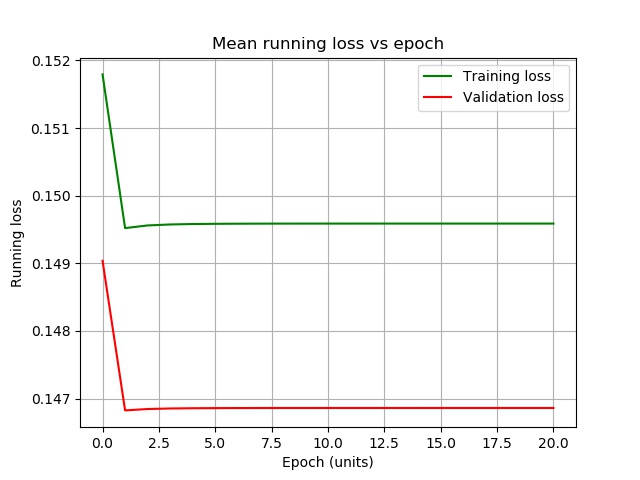 Mean running loss vs epoch
Training loss
Validation loss
0.152
0.151
0.150
0.149
0.148
0.147
Running loss
0.0 2.5 5.0 7.5 10.0 12.5 15.0 17.5 20.0
Epoch (units)